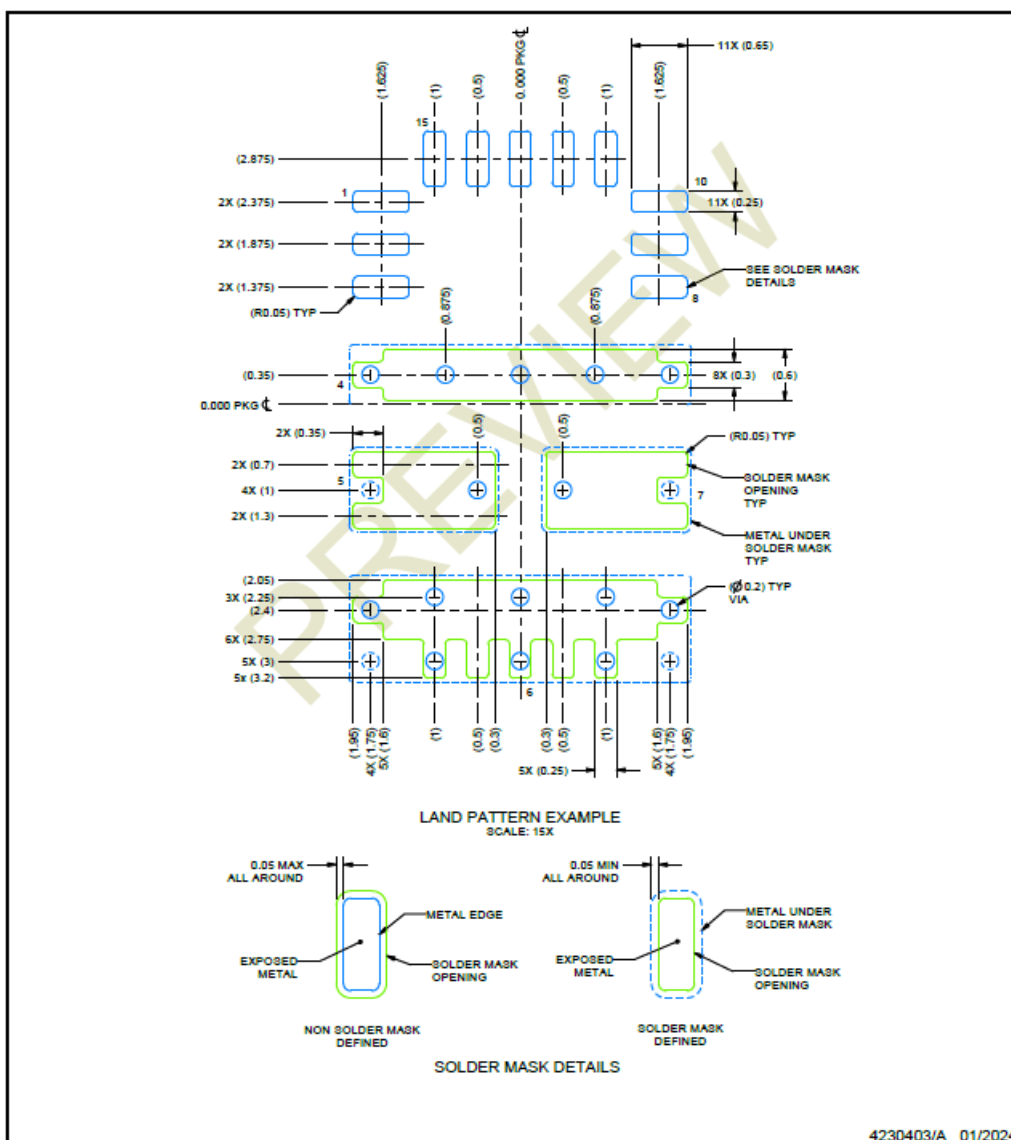 (1.625)
(1)
(0.5)
0.000 PKG ℄
(0.5)
(1)
(1.625)
11X (0.65)
15
(2.875)
1
10
2X (2.375)
11X (0.25)
2X (1.875)
2X (1.375)
SEE SOLDER MASK
DETAILS
8
(R0.05) TYP
(0.875)
(0.875)
(0.35)
4
8X (0.3)
(0.6)
0.000 PKG ℄
2X (0.35)
(0.5)
(0.5)
(R0.05) TYP
2X (0.7)
4X (1)
5
7
SOLDER MASK
OPENING
TYP
2X (1.3)
METAL UNDER
SOLDER MASK
TYP
PREVIEW
(2.05)
3X (2.25)
(2.4)
(Ø0.2) TYP
VIA
6X (2.75)
5X (3)
5x (3.2)
6
(1.95)
4X (1.75)
5X (1.6)
(1)
(0.5)
(0.3)
(0.3)
(0.5)
5X (0.25)
(1)
5X (1.6)
4X (1.75)
(1.95)
LAND PATTERN EXAMPLE
SCALE: 15X
0.05 MAX
ALL AROUND
METAL EDGE
EXPOSED
METAL
SOLDER MASK
OPENING
NON SOLDER MASK
DEFINED
0.05 MIN
ALL AROUND
METAL UNDER
SOLDER MASK
EXPOSED
METAL
SOLDER MASK
OPENING
SOLDER MASK
DEFINED
SOLDER MASK DETAILS
4230403/A 01/2024